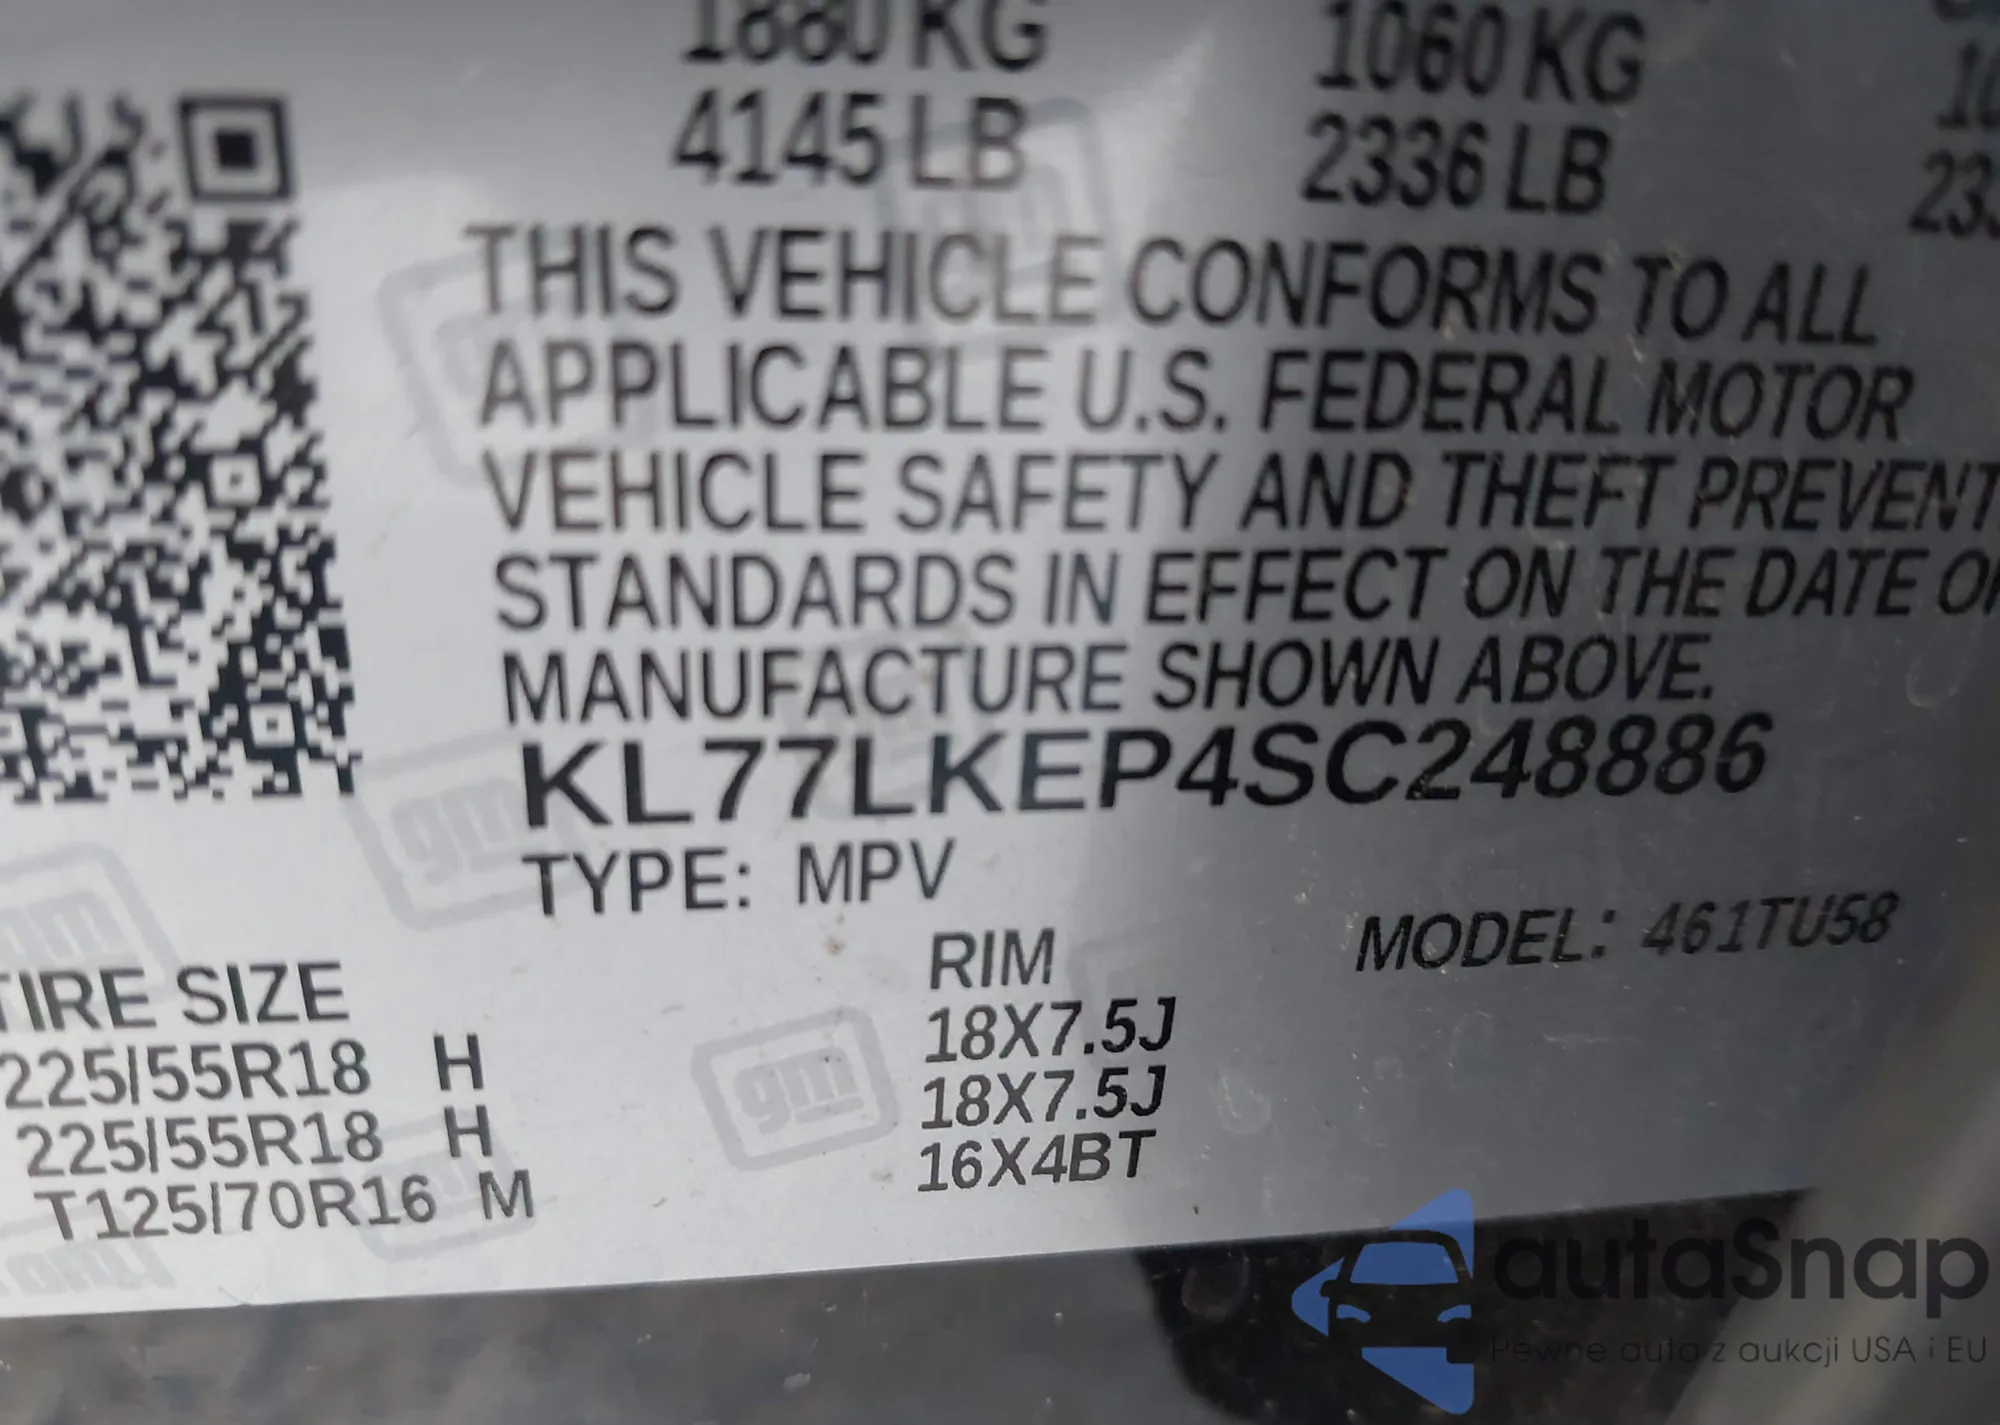 1880 KG 1060 KG
4145 LB 2336 LB
THIS VEHICLE CONFORMS TO ALL
APPLICABLE U.S. FEDERAL MOTOR
VEHICLE SAFETY AND THEFT PREVENT
STANDARDS IN EFFECT ON THE DATE OF
MANUFACTURE SHOWN ABOVE.
KL77LKEP4SC248886
TYPE: MPV
MODEL: 461TU58
TIRE SIZE RIM
225/55R18 H 18X7.5J
225/55R18 H 18X7.5J
T125/70R16 M 16X4BT
gm
autoSnap
Pewne auta z aukcji USA i EU